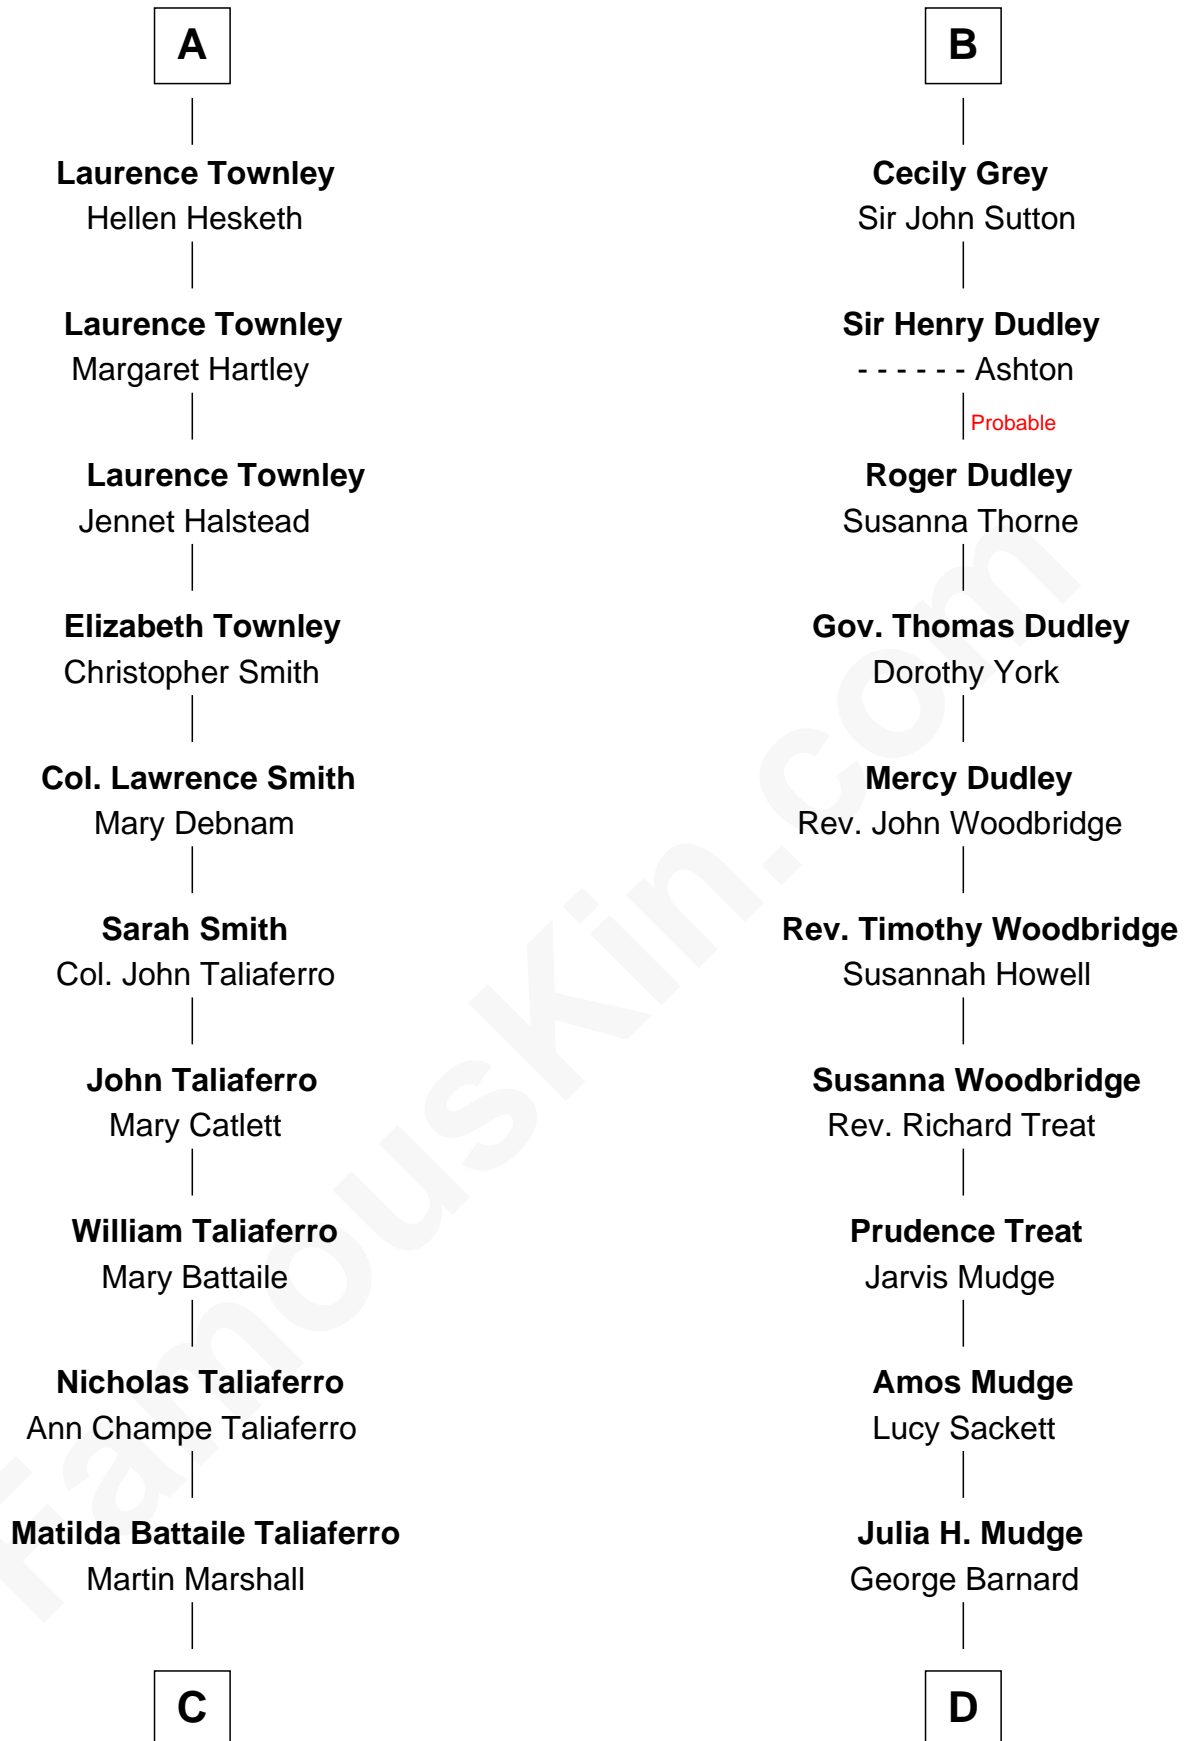 A
Laurence Townley
Hellen Hesketh
Laurence Townley
Margaret Hartley
Laurence Townley
Jennet Halstead
Elizabeth Townley
Christopher Smith
Col. Lawrence Smith
Mary Debnam
Sarah Smith
Col. John Taliaferro
John Taliaferro
Mary Catlett
William Taliaferro
Mary Battaile
Nicholas Taliaferro
Ann Champe Taliaferro
Matilda Battaile Taliaferro
Martin Marshall
C
B
Cecily Grey
Sir John Sutton
Sir Henry Dudley
- - - - - - Ashton
Probable
Roger Dudley
Susanna Thorne
Gov. Thomas Dudley
Dorothy York
Mercy Dudley
Rev. John Woodbridge
Rev. Timothy Woodbridge
Susannah Howell
Susanna Woodbridge
Rev. Richard Treat
Prudence Treat
Jarvis Mudge
Amos Mudge
Lucy Sackett
Julia H. Mudge
George Barnard
D
FamousKin.com